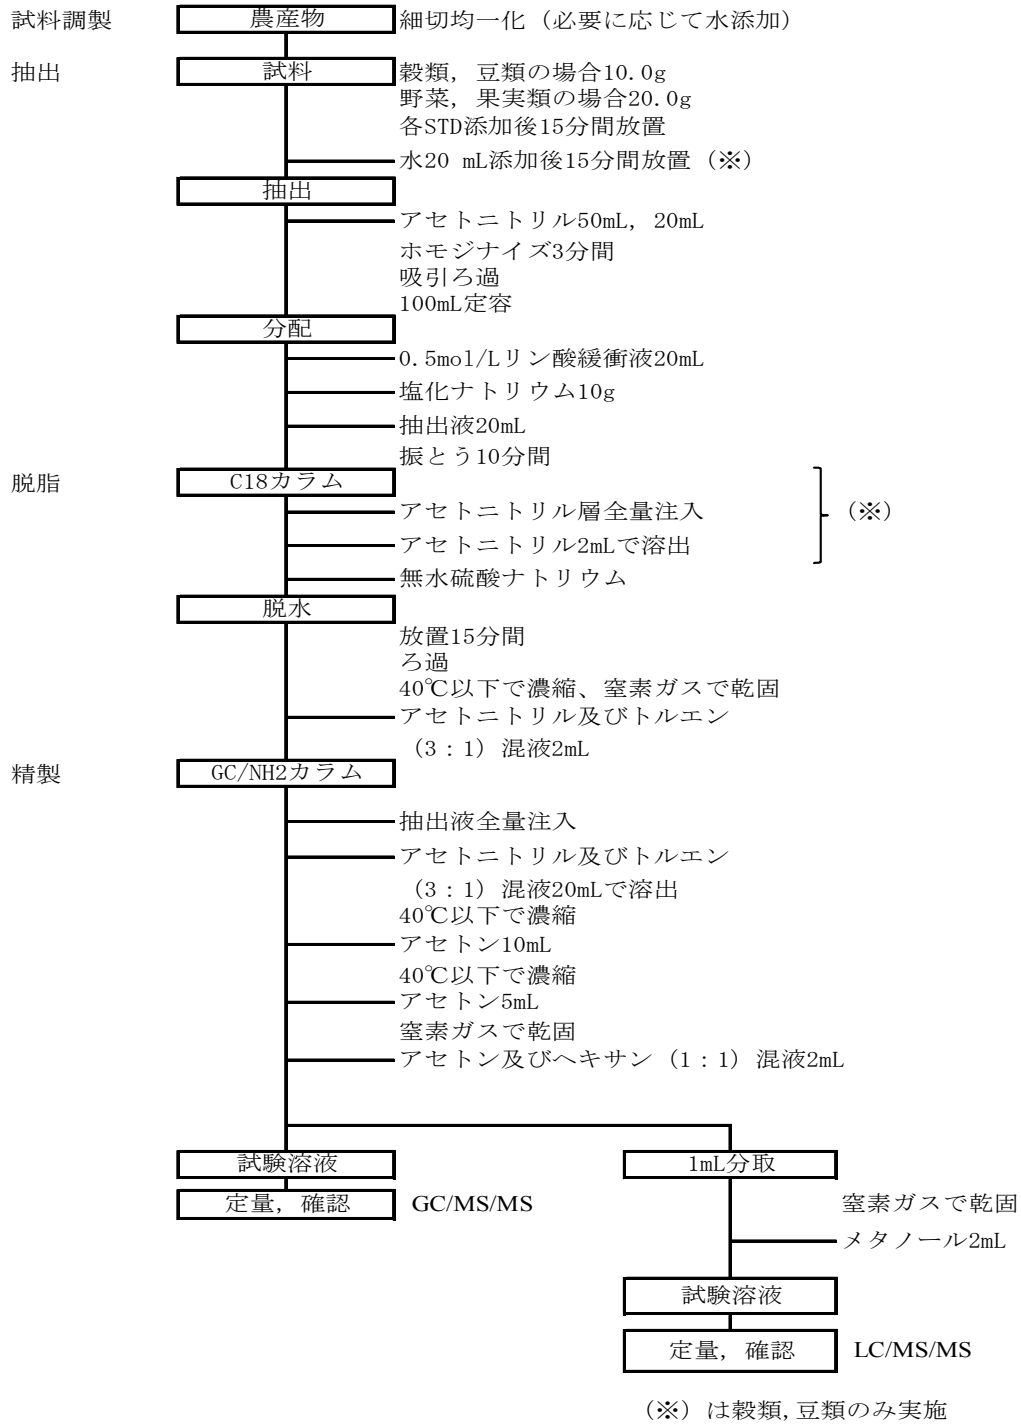 試料調製 農産物 細切均一化（必要に応じて水添加）
抽出 試料 穀類，豆類の場合10.0g
野菜，果実類の場合20.0g
各STD添加後15分間放置
水20 mL添加後15分間放置（※）
抽出
アセトニトリル50mL，20mL
ホモジナイズ3分間
吸引ろ過
100mL定容
分配
0.5mol/Lリン酸緩衝液20mL
塩化ナトリウム10g
抽出液20mL
振とう10分間
脱脂 C18カラム
アセトニトリル層全量注入 （※）
アセトニトリル2mLで溶出
無水硫酸ナトリウム
脱水
放置15分間
ろ過
40℃以下で濃縮、窒素ガスで乾固
アセトニトリル及びトルエン
（3：1）混液2mL
精製 GC/NH2カラム
抽出液全量注入
アセトニトリル及びトルエン
（3：1）混液20mLで溶出
40℃以下で濃縮
アセトン10mL
40℃以下で濃縮
アセトン5mL
窒素ガスで乾固
アセトン及びヘキサン（1：1）混液2mL
試験溶液 1mL分取
定量，確認 GC/MS/MS 窒素ガスで乾固
メタノール2mL
試験溶液
定量，確認 LC/MS/MS
（※）は穀類,豆類のみ実施